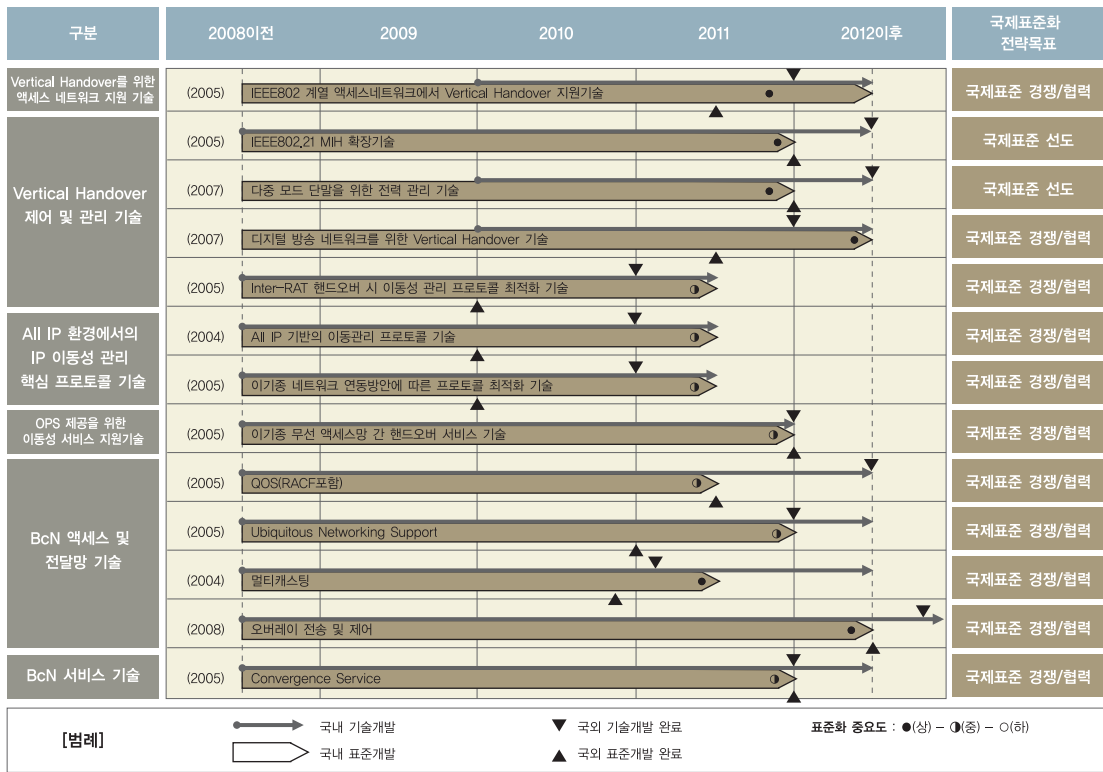 구분
2008이전 2009 2010 2011 2012이후
국제표준화
전략목표
Vertical Handover를 위한
액세스 네트워크 지원 기술
(2005) IEEE802 계열 액세스네트워크에서 Vertical Handover 지원기술
국제표준 경쟁/협력
Vertical Handover
제어 및 관리 기술
(2005) IEEE802.21 MIH 확장기술
국제표준 선도
(2007) 다중 모드 단말을 위한 전력 관리 기술
국제표준 선도
(2007) 디지털 방송 네트워크를 위한 Vertical Handover 기술
국제표준 경쟁/협력
(2005) Inter-RAT 핸드오버 시 이동성 관리 프로토콜 최적화 기술
국제표준 경쟁/협력
All IP 환경에서의
IP 이동성 관리
핵심 프로토콜 기술
(2004) All IP 기반의 이동관리 프로토콜 기술
국제표준 경쟁/협력
(2005) 이기종 네트워크 연동방안에 따른 프로토콜 최적화 기술
국제표준 경쟁/협력
OPS 제공을 위한
이동성 서비스 지원기술
(2005) 이기종 무선 액세스망 간 핸드오버 서비스 기술
국제표준 경쟁/협력
BcN 액세스 및
전달망 기술
(2005) QOS(RACF포함)
국제표준 경쟁/협력
(2005) Ubiquitous Networking Support
국제표준 경쟁/협력
(2004) 멀티캐스팅
국제표준 경쟁/협력
(2008) 오버레이 전송 및 제어
국제표준 경쟁/협력
BcN 서비스 기술
(2005) Convergence Service
국제표준 경쟁/협력
[범례]
국내 기술개발
국외 기술개발 완료
표준화 중요도 : ●(상) - ◑(중) - ○(하)
국내 표준개발
국외 표준개발 완료